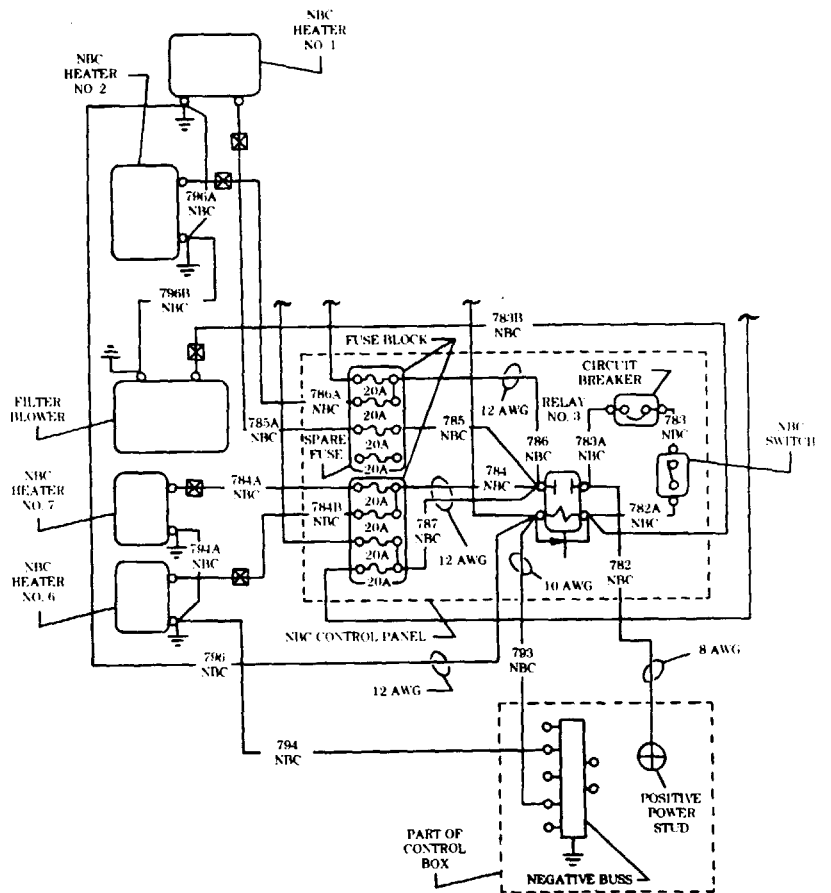 NBC
HEATER
NO. 1
NBC
HEATER
NO. 2
796A
NBC
796B
NBC
783B
NBC
FUSE BLOCK
CIRCUIT
BREAKER
FILTER
BLOWER
786A
NBC
20A
12 AWG
RELAY
NO. 3
783
NBC
NBC
SWITCH
785A
NBC
20A
785
NBC
786
NBC
783A
NBC
SPARE
FUSE
20A
20A
NBC
HEATER
NO. 7
784A
NBC
784
NBC
784B
NBC
20A
20A
782A
NBC
787
NBC
12 AWG
20A
20A
794A
NBC
NBC
HEATER
NO. 6
10 AWG
782
NBC
NBC CONTROL PANEL
796
NBC
12 AWG
793
NBC
8 AWG
794
NBC
POSITIVE
POWER
STUD
PART OF
CONTROL
BOX
NEGATIVE BUSS